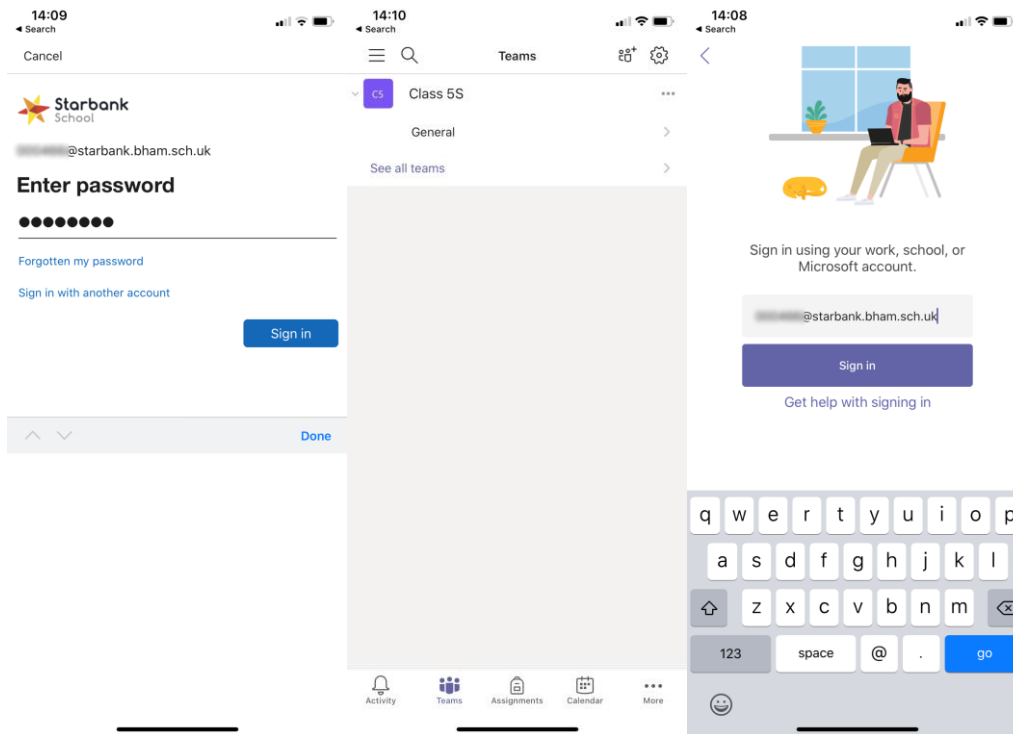 14:09
Search
Cancel
Starbank
School
@starbank.bham.sch.uk
Enter password
Forgotten my password
Sign in with another account
Sign in
Done
14:10
Search
Teams
CS
Class 5S
General
See all teams
Activity
Teams
Assignments
Calendar
More
14:08
Search
Sign in using your work, school, or
Microsoft account.
@starbank.bham.sch.uk
Sign in
Get help with signing in
q w e r t y u i o p
a s d f g h j k l
z x c v b n m
123 space @ . go